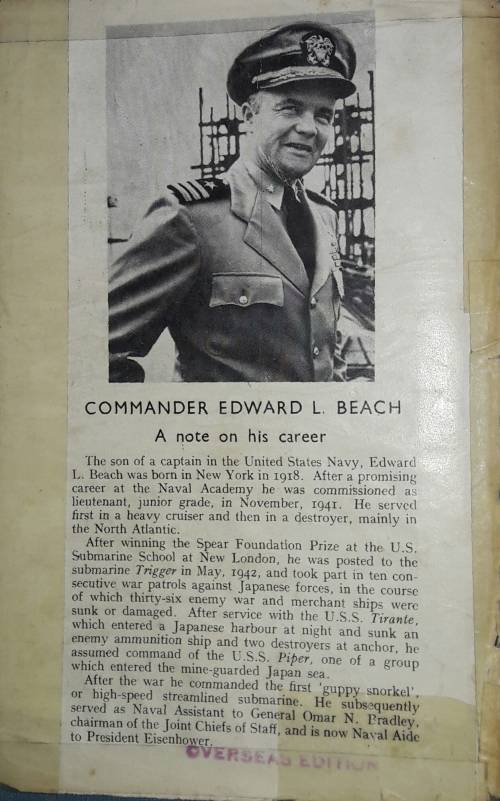 COMMANDER EDWARD L. BEACH
A note on his career
The son of a captain in the United States Navy, Edward
L. Beach was born in New York in 1918. After a promising
career at the Naval Academy he was commissioned as
lieutenant, junior grade, in November, 1941. He served
first in a heavy cruiser and then in a destroyer, mainly in
the North Atlantic.
After winning the Spear Foundation Prize at the U.S.
Submarine School at New London, he was posted to the
submarine Trigger in May, 1942, and took part in ten con-
secutive war patrols against Japanese forces, in the course
of which thirty-six enemy war and merchant ships were
sunk or damaged. After service with the U.S.S. Tirante,
which entered a Japanese harbour at night and sunk an
enemy ammunition ship and two destroyers at anchor, he
assumed command of the U.S.S. Piper, one of a group
which entered the mine-guarded Japan sea.
After the war he commanded the first 'guppy snorkel',
or high-speed streamlined submarine. He subsequently
served as Naval Assistant to General Omar N. Bradley,
chairman of the Joint Chiefs of Staff, and is now Naval Aide
to President Eisenhower.
OVERSEAS EDITION